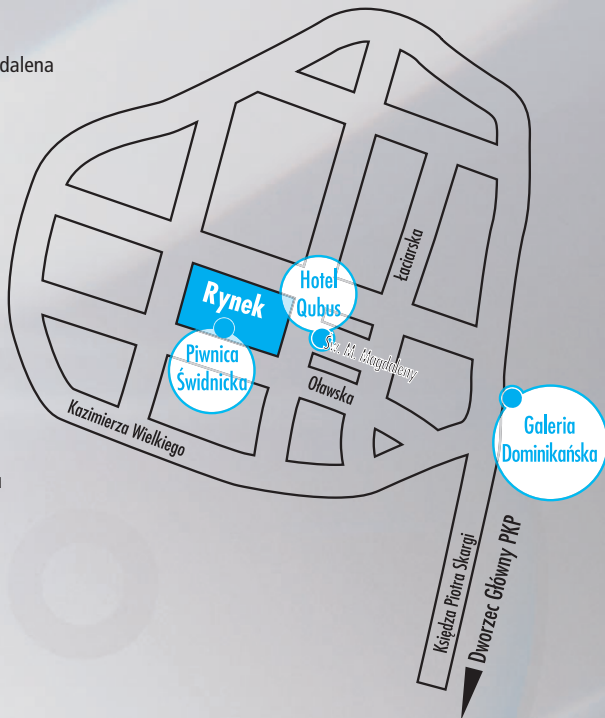 dalena
Łaciarska
Hotel
Qubus
Rynek
Św. M. Magdaleny
Piwnica
Świdnicka
Oławska
Kazimierza Wielkiego
Galeria
Dominikańska
Księdza Piotra Skargi
Dworzec Główny PKP